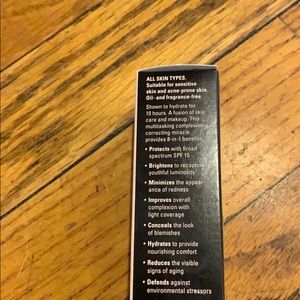 ALL SKIN TYPES.
Suitable for sensitive
skin and acne-prone skin.
Oil- and fragrance-free.
Shown to hydrate for
10 hours. A fusion of skin
care and makeup. This
multitasking complexion
correcting miracle
provides 8-in-1 benefits:
• Protects with broad
spectrum SPF 15
• Brightens to recapture
youthful luminosity
• Minimizes the appear-
ance of redness
• Improves overall
complexion with
light coverage
• Conceals the look
of blemishes
• Hydrates to provide
nourishing comfort
• Reduces the visible
signs of aging
• Defends against
environmental stressors